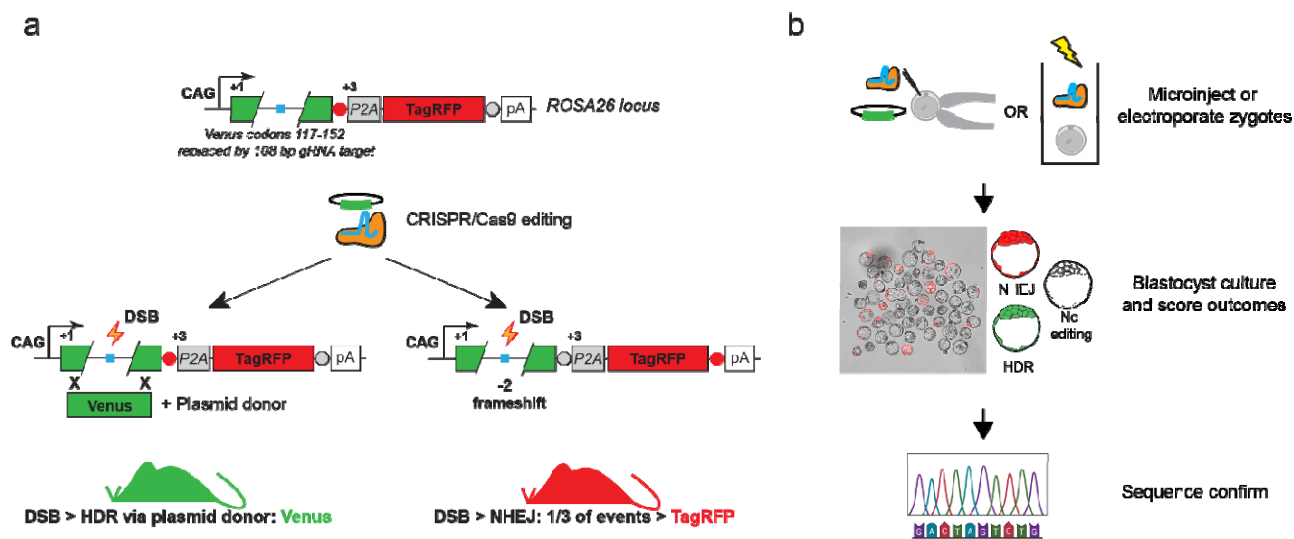 a
CAG
+1
+3
P2A
TagRFP
pA
ROSA26 locus
Venus codons 117-152
replaced by 108 bp gRNA target
CRISPR/Cas9 editing
DSB
CAG
+1
+3
P2A
TagRFP
pA
X
X
Venus
+ Plasmid donor
DSB > HDR via plasmid donor: Venus
DSB
CAG
+1
+3
P2A
TagRFP
pA
-2
frameshift
DSB > NHEJ: 1/3 of events > TagRFP
b
OR
Microinject or
electroporate zygotes
NHEJ
No
editing
HDR
Blastocyst culture
and score outcomes
G A C T A G T C T G
Sequence confirm